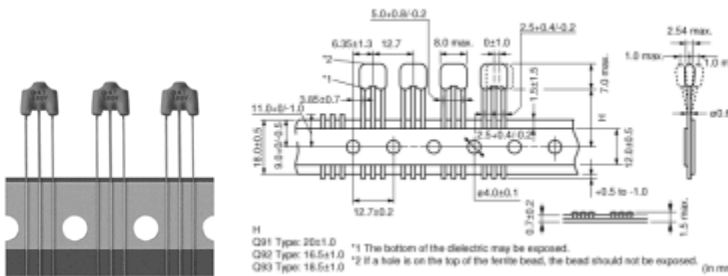 5.0+0.8/-0.2
2.5+0.4/-0.2
6.35±1.3
12.7
8.0 max.
0±1.0
2.54 max.
1.0 max.
*2
*1
3.85±0.7
1.5±1.5
7.0 max.
11.0+0/-1.0
H
H
18.0±0.5
9.0+0/-0.5
2.5+0.4/-0.2
12.0±0.5
ø4.0±0.1
+0.5 to -1.0
12.7±0.2
0.7±0.2
1.5 max.
H
Q91 Type: 20±1.0
Q92 Type: 16.5±1.0
Q93 Type: 18.5±1.0
*1 The bottom of the dielectric may be exposed.
*2 If a hole is on the top of the ferrite bead, the bead should not be exposed.